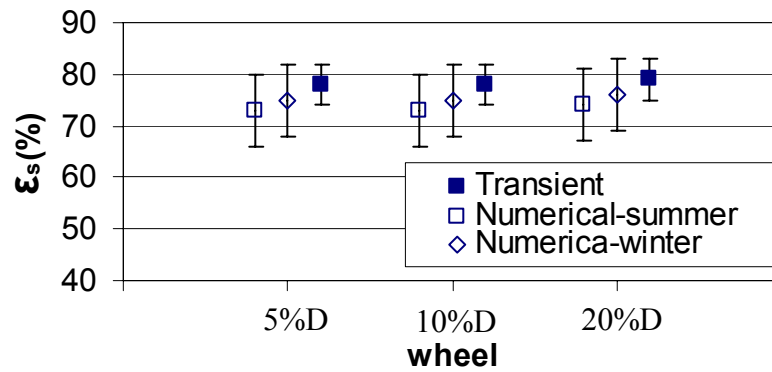 90
80
70
60
50
40
εs(%)
Transient
Numerical-summer
Numerica-winter
5%D
10%D
20%D
wheel